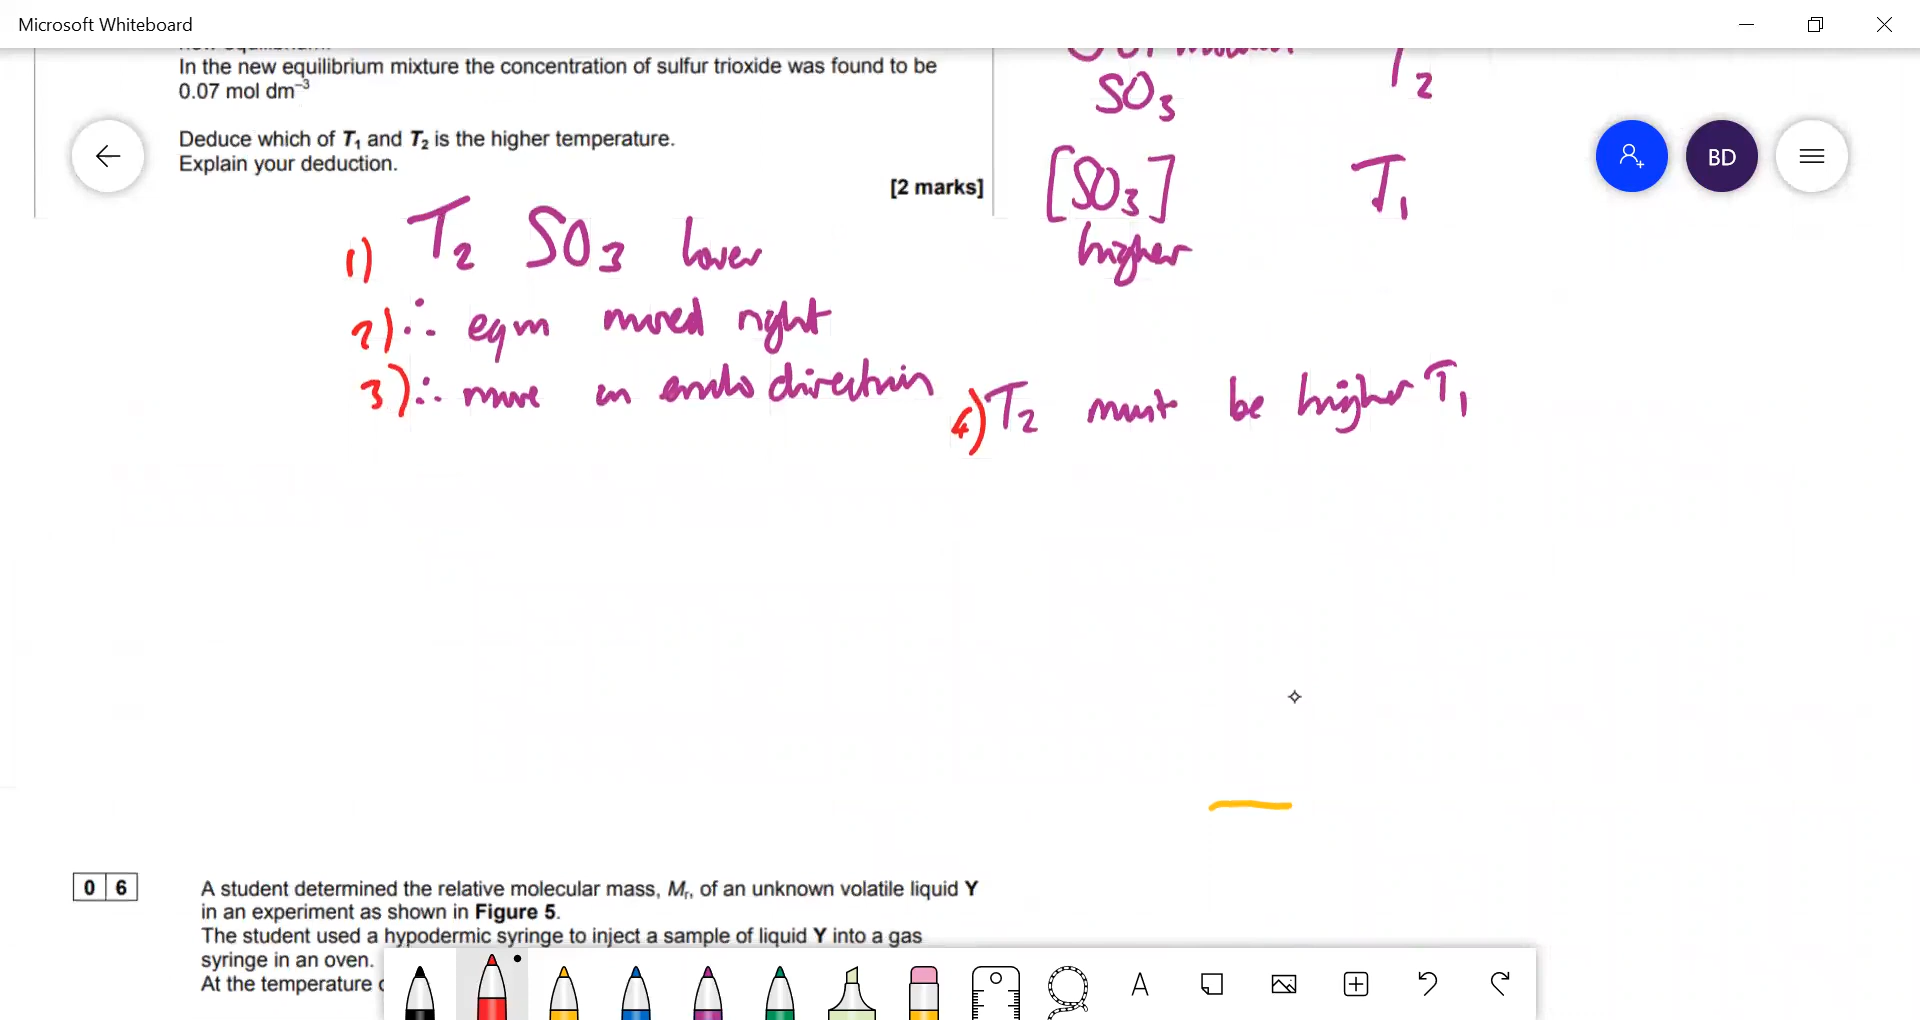 Microsoft Whiteboard
In the new equilibrium mixture the concentration of sulfur trioxide was found to be
0.07 mol dm⁻³
Deduce which of T₁ and T₂ is the higher temperature.
Explain your deduction.
[2 marks]
SO₃
T₂
[SO₃]
higher
T₁
BD
1) T₂ SO₃ lower
2) ∴ eqm moved right
3) ∴ move in endo direction
4) T₂ must be higher T₁
0 6
A student determined the relative molecular mass, Mᵣ, of an unknown volatile liquid Y
in an experiment as shown in Figure 5.
The student used a hypodermic syringe to inject a sample of liquid Y into a gas
syringe in an oven.
At the temperature
A